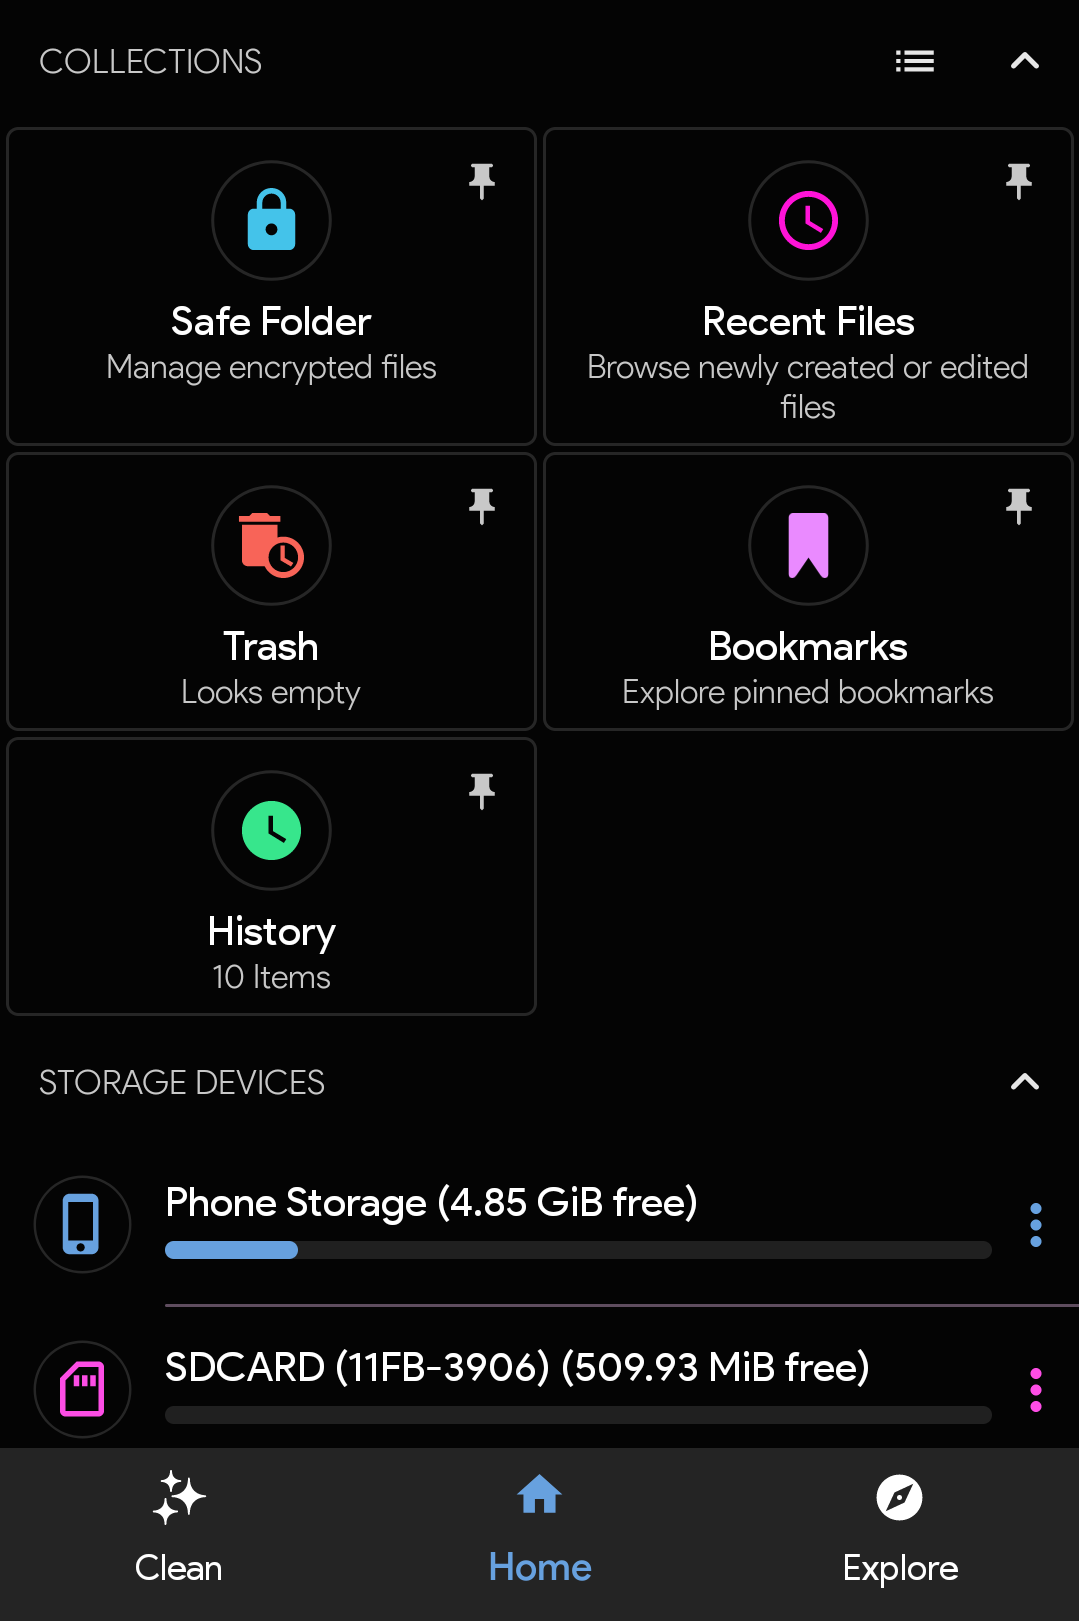 COLLECTIONS
Safe Folder
Manage encrypted files
Recent Files
Browse newly created or edited
files
Trash
Looks empty
Bookmarks
Explore pinned bookmarks
History
10 Items
STORAGE DEVICES
Phone Storage (4.85 GiB free)
SDCARD (11FB-3906) (509.93 MiB free)
Clean
Home
Explore